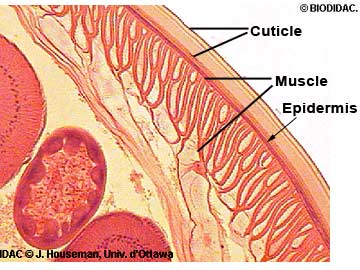 © BIODIDAC.
Cuticle
Muscle
Epidermis
IDAC © J. Houseman, Univ. d'Ottawa